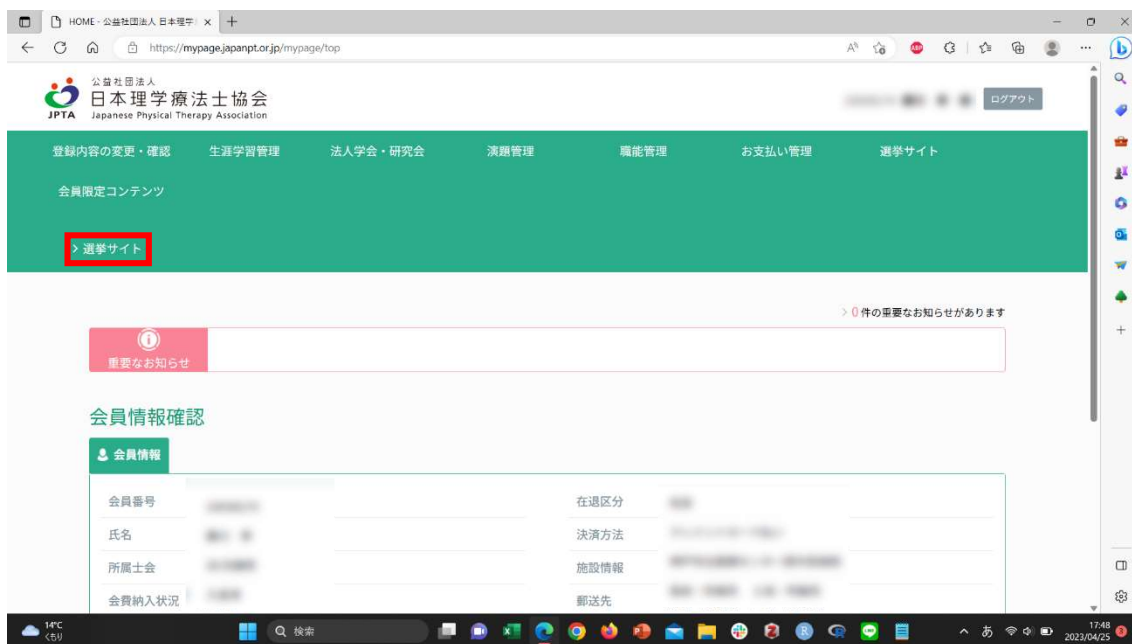 HOME - 公益社団法人 日本理学
https://mypage.japanpt.or.jp/mypage/top
公益社団法人
日本理学療法士協会
JPTA Japanese Physical Therapy Association
ログアウト
登録内容の変更・確認 生涯学習管理 法人学会・研究会 演題管理 職能管理 お支払い管理 選挙サイト
会員限定コンテンツ
> 選挙サイト
> 0 件の重要なお知らせがあります
重要なお知らせ
会員情報確認
会員情報
会員番号 在退区分
氏名 決済方法
所属士会 施設情報
会費納入状況 郵送先
14°C
くもり
検索
あ
17:48
2023/04/25